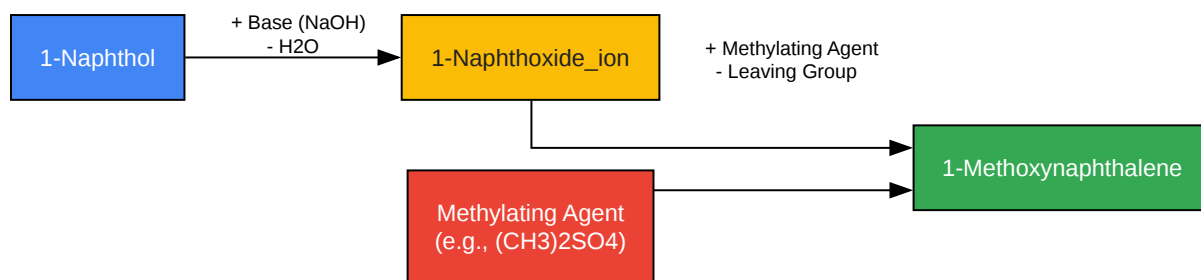 1-Naphthol
+ Base (NaOH)
- H2O
1-Naphthoxide_ion
+ Methylating Agent
- Leaving Group
Methylating Agent
(e.g., (CH3)2SO4)
1-Methoxynaphthalene